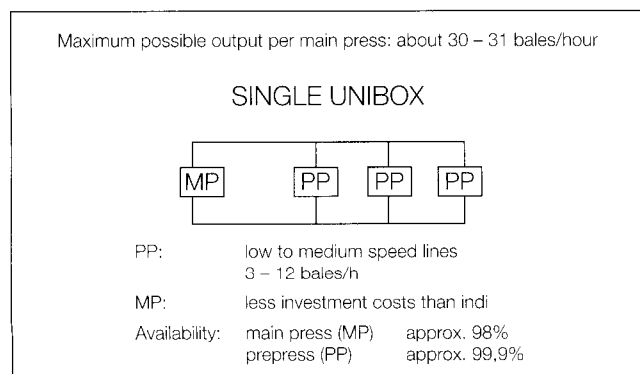 Maximum possible output per main press: about 30 – 31 bales/hour
SINGLE UNIBOX
MP PP PP PP
PP: low to medium speed lines
3 – 12 bales/h
MP: less investment costs than indi
Availability: main press (MP) approx. 98%
prepress (PP) approx. 99,9%